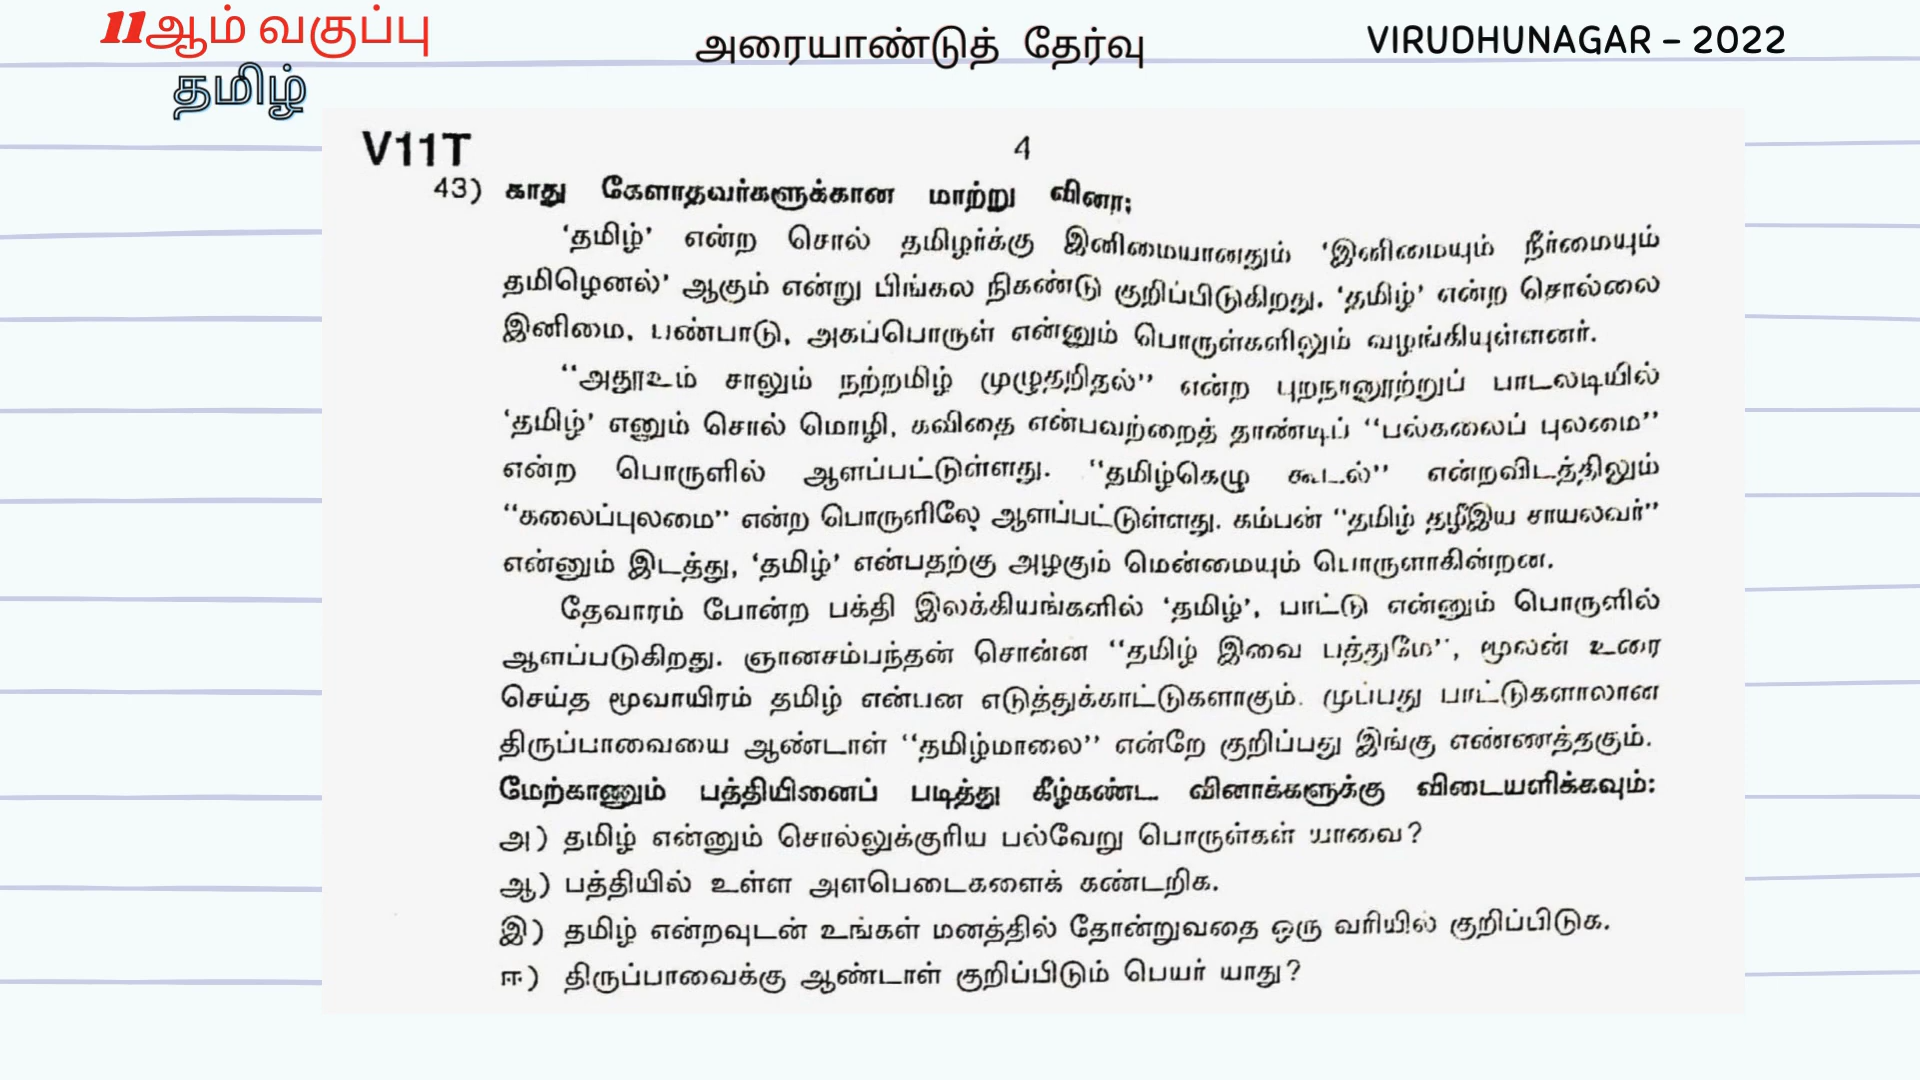 11ஆம் வகுப்பு
தமிழ்
அரையாண்டுத் தேர்வு
VIRUDHUNAGAR – 2022
V11T
4
43) காது கேளாதவர்களுக்கான மாற்று வினா;
‘தமிழ்’ என்ற சொல் தமிழர்க்கு இனிமையானதும் ‘இனிமையும் நீர்மையும்
தமிழெனல்’ ஆகும் என்று பிங்கல நிகண்டு குறிப்பிடுகிறது. ‘தமிழ்’ என்ற சொல்லை
இனிமை, பண்பாடு, அகப்பொருள் என்னும் பொருள்களிலும் வழங்கியுள்ளனர்.
“அதூஉம் சாலும் நற்றமிழ் முழுதறிதல்” என்ற புறநானூற்றுப் பாடலடியில்
‘தமிழ்’ எனும் சொல் மொழி, கவிதை என்பவற்றைத் தாண்டிப் “பல்கலைப் புலமை”
என்ற பொருளில் ஆளப்பட்டுள்ளது. “தமிழ்கெழு கூடல்” என்றவிடத்திலும்
“கலைப்புலமை” என்ற பொருளிலே ஆளப்பட்டுள்ளது. கம்பன் “தமிழ் தழீஇய சாயலவர்”
என்னும் இடத்து, ‘தமிழ்’ என்பதற்கு அழகும் மென்மையும் பொருளாகின்றன.
தேவாரம் போன்ற பக்தி இலக்கியங்களில் ‘தமிழ்’, பாட்டு என்னும் பொருளில்
ஆளப்படுகிறது. ஞானசம்பந்தன் சொன்ன “தமிழ் இவை பத்துமே”, மூலன் உரை
செய்த மூவாயிரம் தமிழ் என்பன எடுத்துக்காட்டுகளாகும். முப்பது பாட்டுகளாலான
திருப்பாவையை ஆண்டாள் “தமிழ்மாலை” என்றே குறிப்பது இங்கு எண்ணத்தகும்.
மேற்காணும் பத்தியினைப் படித்து கீழ்கண்ட வினாக்களுக்கு விடையளிக்கவும்:
அ) தமிழ் என்னும் சொல்லுக்குரிய பல்வேறு பொருள்கள் யாவை?
ஆ) பத்தியில் உள்ள அளபெடைகளைக் கண்டறிக.
இ) தமிழ் என்றவுடன் உங்கள் மனத்தில் தோன்றுவதை ஒரு வரியில் குறிப்பிடுக.
ஈ) திருப்பாவைக்கு ஆண்டாள் குறிப்பிடும் பெயர் யாது?